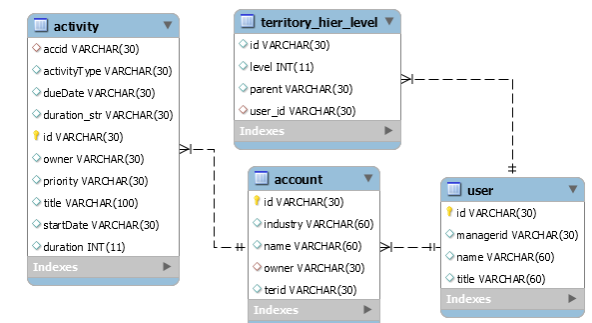 activity
accid VARCHAR(30)
activityType VARCHAR(30)
dueDate VARCHAR(30)
duration_str VARCHAR(30)
id VARCHAR(30)
owner VARCHAR(30)
priority VARCHAR(30)
title VARCHAR(100)
startDate VARCHAR(30)
duration INT(11)
Indexes
territory_hier_level
id VARCHAR(30)
level INT(11)
parent VARCHAR(30)
user_id VARCHAR(30)
Indexes
account
id VARCHAR(30)
industry VARCHAR(60)
name VARCHAR(60)
owner VARCHAR(30)
terid VARCHAR(30)
Indexes
user
id VARCHAR(30)
managerid VARCHAR(30)
name VARCHAR(60)
title VARCHAR(60)
Indexes